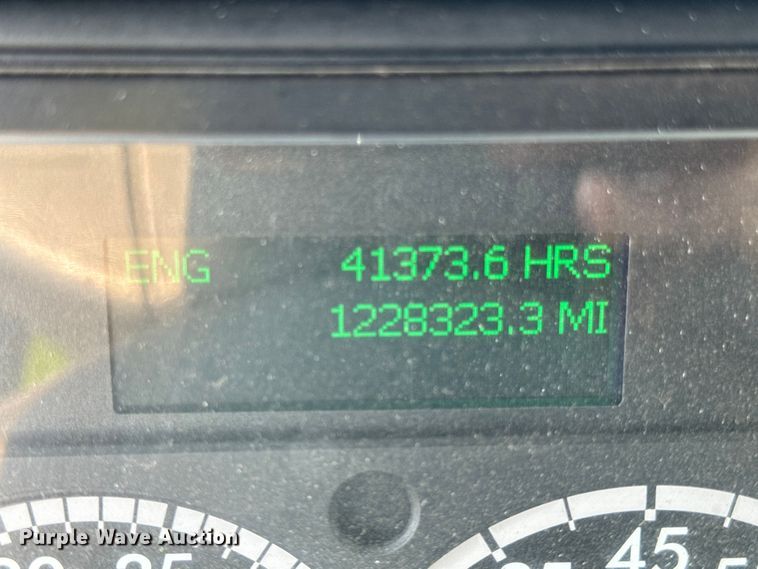 ENG 41373.6 HRS
1228323.3 MI
45
Purple Wave Auction